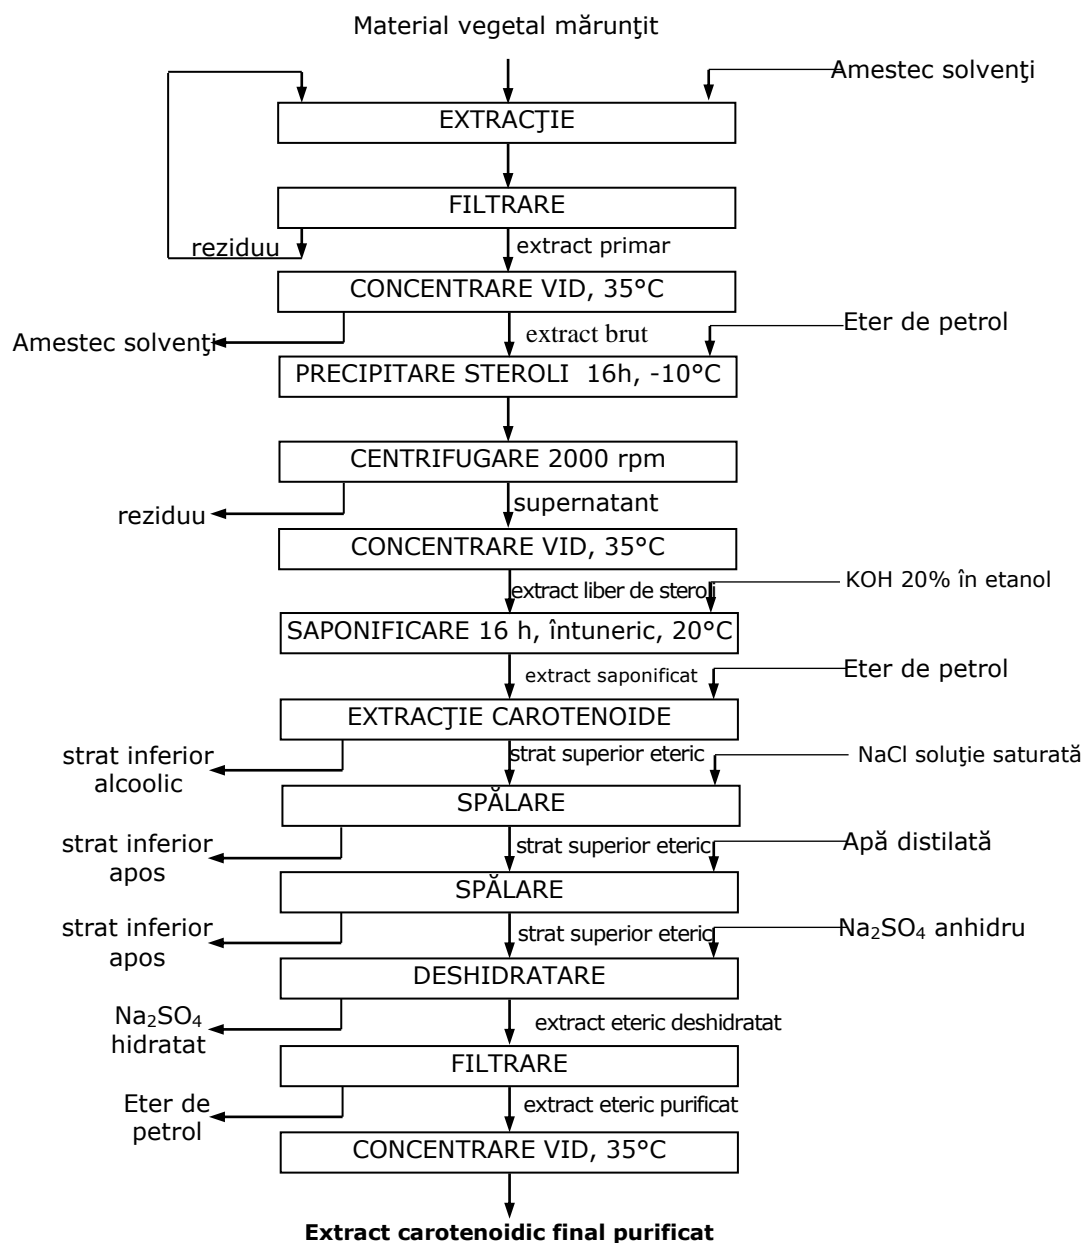 Material vegetal mărunţit
Amestec solvenţi
EXTRACŢIE
FILTRARE
reziduu
extract primar
CONCENTRARE VID, 35°C
Eter de petrol
extract brut
Amestec solvenţi
PRECIPITARE STEROLI 16h, -10°C
CENTRIFUGARE 2000 rpm
supernatant
reziduu
CONCENTRARE VID, 35°C
KOH 20% în etanol
extract liber de steroli
SAPONIFICARE 16 h, întuneric, 20°C
Eter de petrol
extract saponificat
EXTRACŢIE CAROTENOIDE
strat superior eteric
NaCl soluţie saturată
strat inferior
alcoolic
SPĂLARE
strat superior eteric
Apă distilată
strat inferior
apos
SPĂLARE
strat superior eteric
Na₂SO₄ anhidru
strat inferior
apos
DESHIDRATARE
Na₂SO₄
hidratat
extract eteric deshidratat
FILTRARE
Eter de
petrol
extract eteric purificat
CONCENTRARE VID, 35°C
Extract carotenoidic final purificat